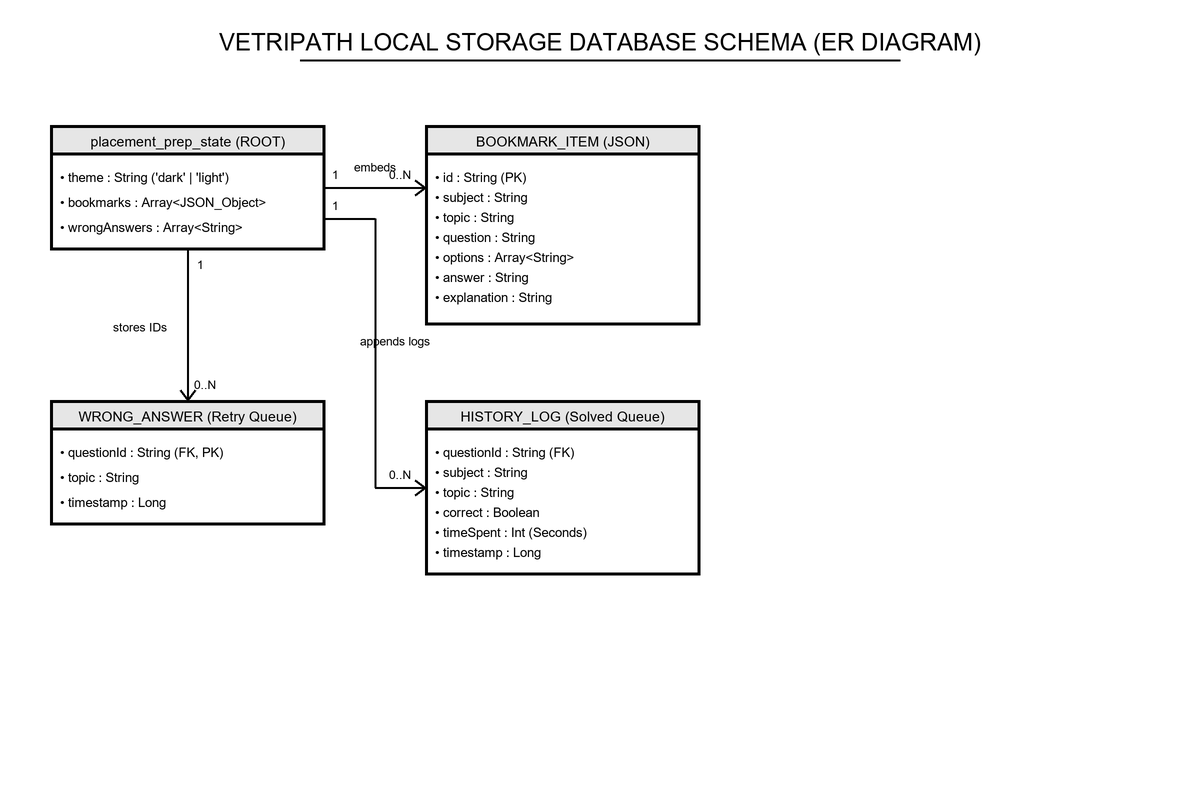 VETRIPATH LOCAL STORAGE DATABASE SCHEMA (ER DIAGRAM)
placement_prep_state (ROOT)
• theme : String ('dark' | 'light')
• bookmarks : Array<JSON_Object>
• wrongAnswers : Array<String>
1
embeds
0..N
1
BOOKMARK_ITEM (JSON)
• id : String (PK)
• subject : String
• topic : String
• question : String
• options : Array<String>
• answer : String
• explanation : String
1
stores IDs
0..N
appends logs
0..N
WRONG_ANSWER (Retry Queue)
• questionId : String (FK, PK)
• topic : String
• timestamp : Long
HISTORY_LOG (Solved Queue)
• questionId : String (FK)
• subject : String
• topic : String
• correct : Boolean
• timeSpent : Int (Seconds)
• timestamp : Long